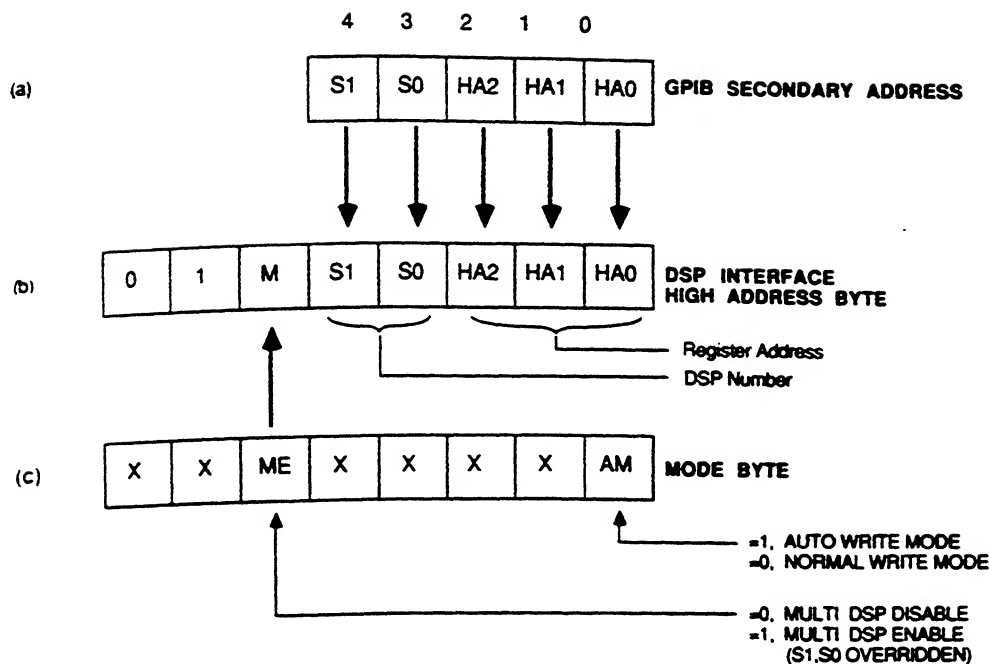 4 3 2 1 0
(a) S1 S0 HA2 HA1 HA0 GPIB SECONDARY ADDRESS
(b) 0 1 M S1 S0 HA2 HA1 HA0 DSP INTERFACE
HIGH ADDRESS BYTE
Register Address
DSP Number
(c) X X ME X X X X AM MODE BYTE
=1, AUTO WRITE MODE
=0, NORMAL WRITE MODE
=0, MULTI DSP DISABLE
=1, MULTI DSP ENABLE
(S1,S0 OVERRIDDEN)